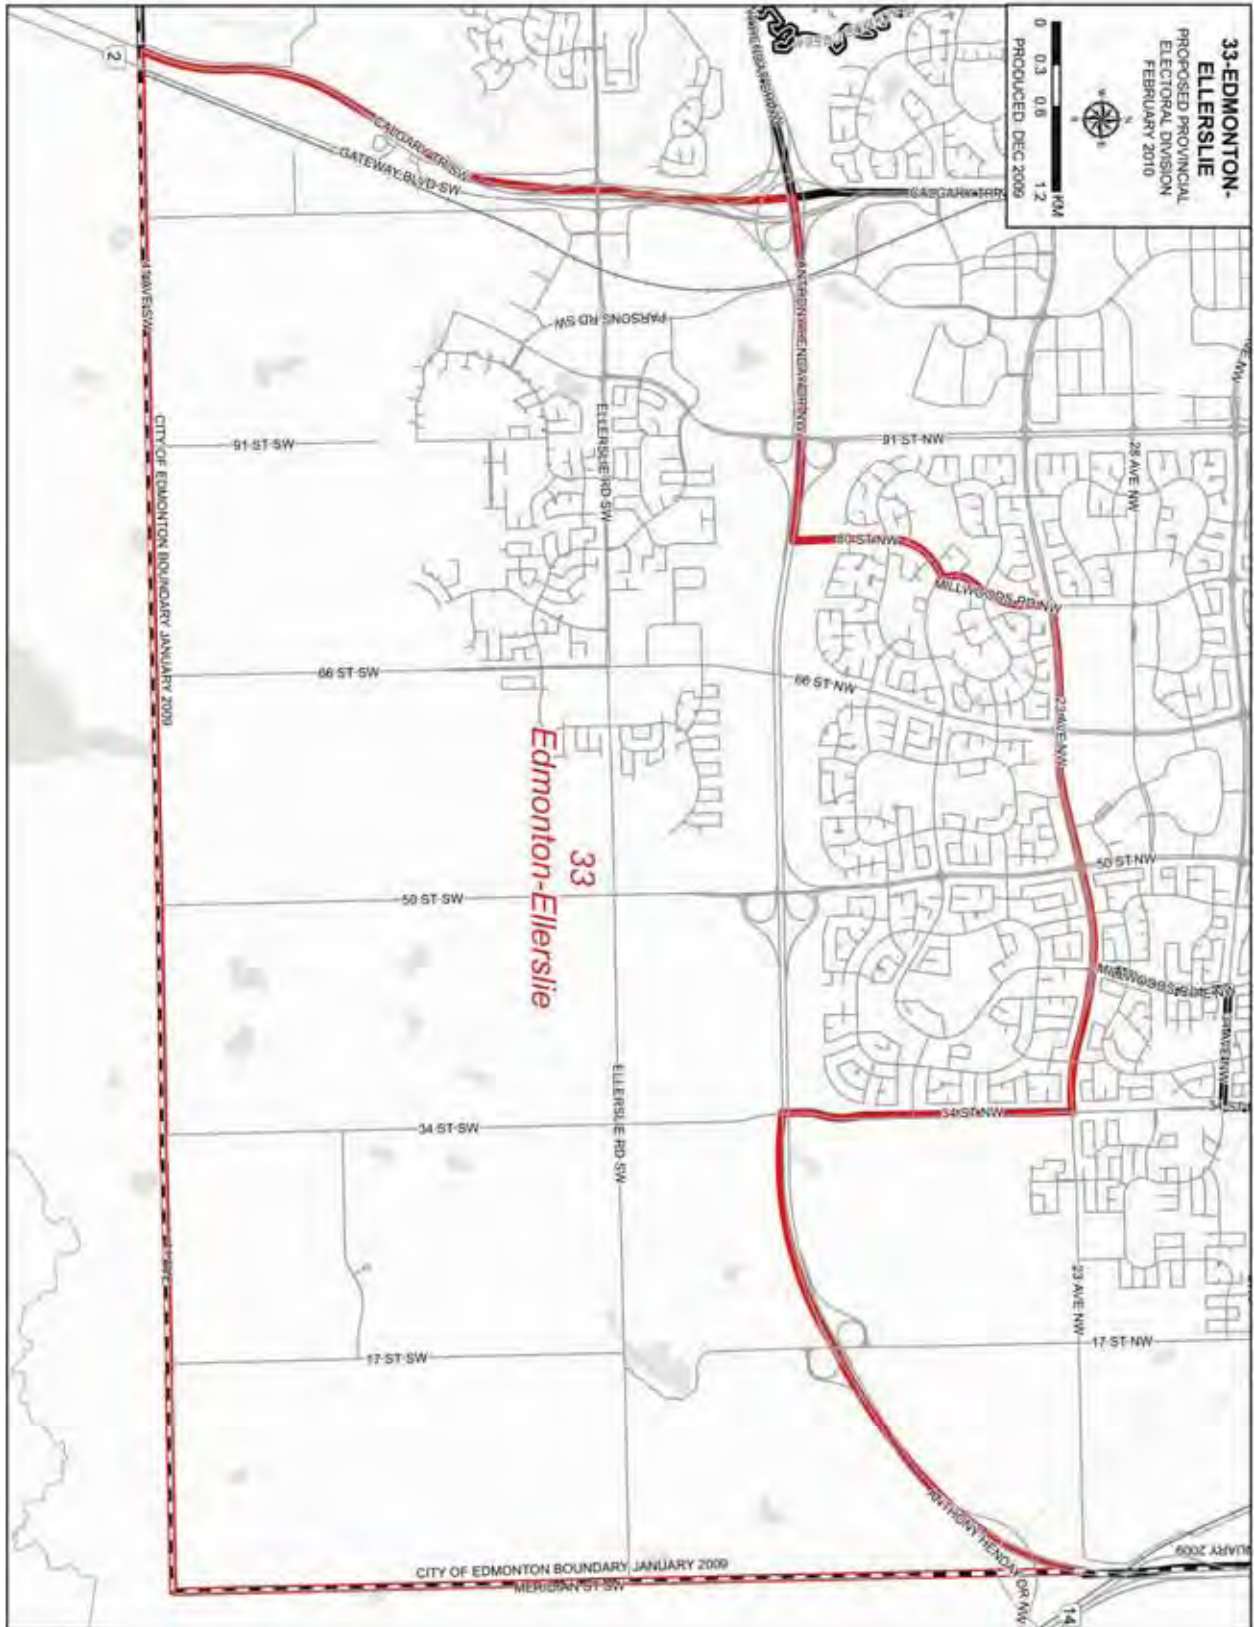 33-EDMONTON-
ELLERSLIE
PROPOSED PROVINCIAL
ELECTORAL DIVISION
FEBRUARY 2010
N
W
E
S
0 0.3 0.6 1.2
KM
PRODUCED DEC 2009
CALGARY TR SW
GATEWAY BLVD SW
2
ANTHONY HENDAY DR NW
PARSONS RD SW
ELLERSLIE RD SW
91 ST SW
91 ST NW
28 AVE NW
80 ST NW
MILLWOODS RD NW
66 ST SW
66 ST NW
23 AVE NW
33
Edmonton-Ellerslie
50 ST SW
50 ST NW
34 ST SW
34 ST NW
ELLERSLIE RD SW
23 AVE NW
17 ST SW
17 ST NW
ANTHONY HENDAY DR NW
14
CITY OF EDMONTON BOUNDARY JANUARY 2009
CITY OF EDMONTON BOUNDARY JANUARY 2009
MERIDIAN ST SW